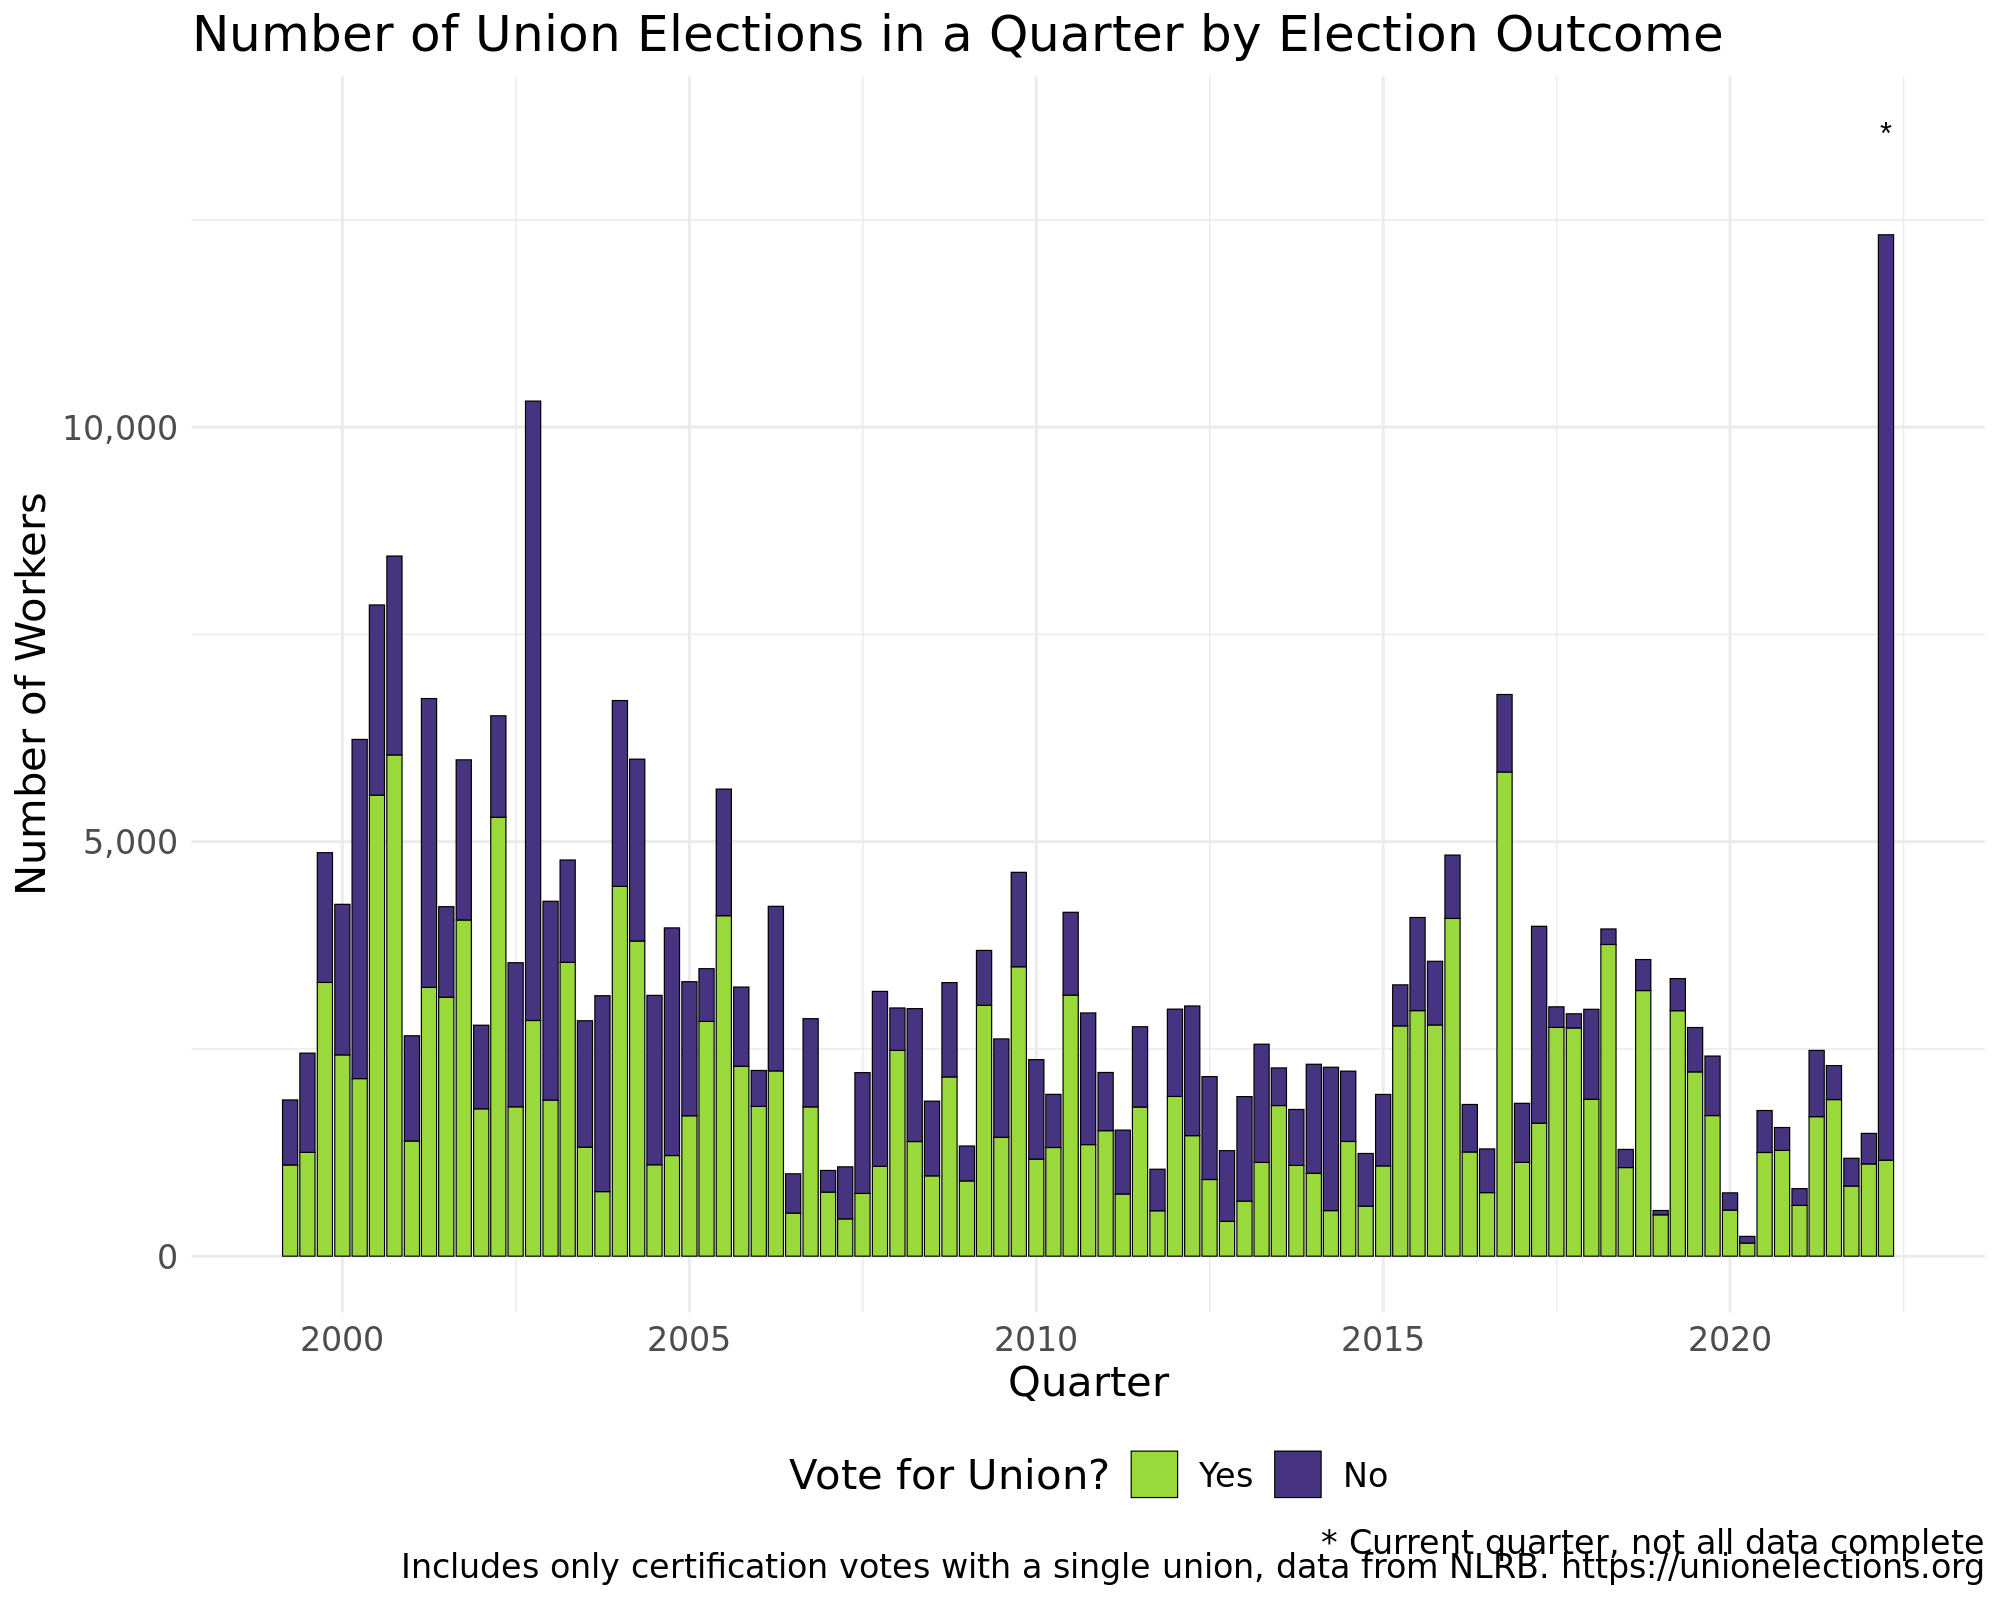 Number of Union Elections in a Quarter by Election Outcome
*
10,000
5,000
0
Number of Workers
2000 2005 2010 2015 2020
Quarter
Vote for Union? Yes No
* Current quarter, not all data complete
Includes only certification votes with a single union, data from NLRB. https://unionelections.org